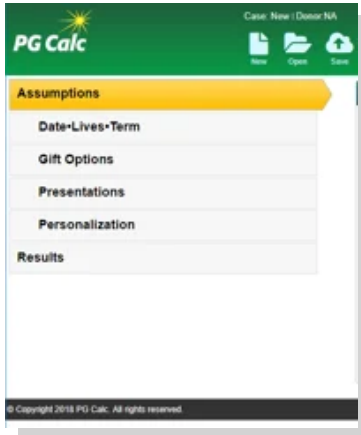 Case: New | Donor:NA
PG Calc
New Open Save
Assumptions
Date•Lives•Term
Gift Options
Presentations
Personalization
Results
© Copyright 2018 PG Calc. All rights reserved.